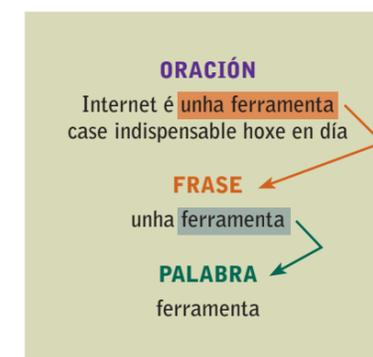 ORACIÓN
Internet é unha ferramenta
case indispensable hoxe en día
FRASE
unha ferramenta
PALABRA
ferramenta